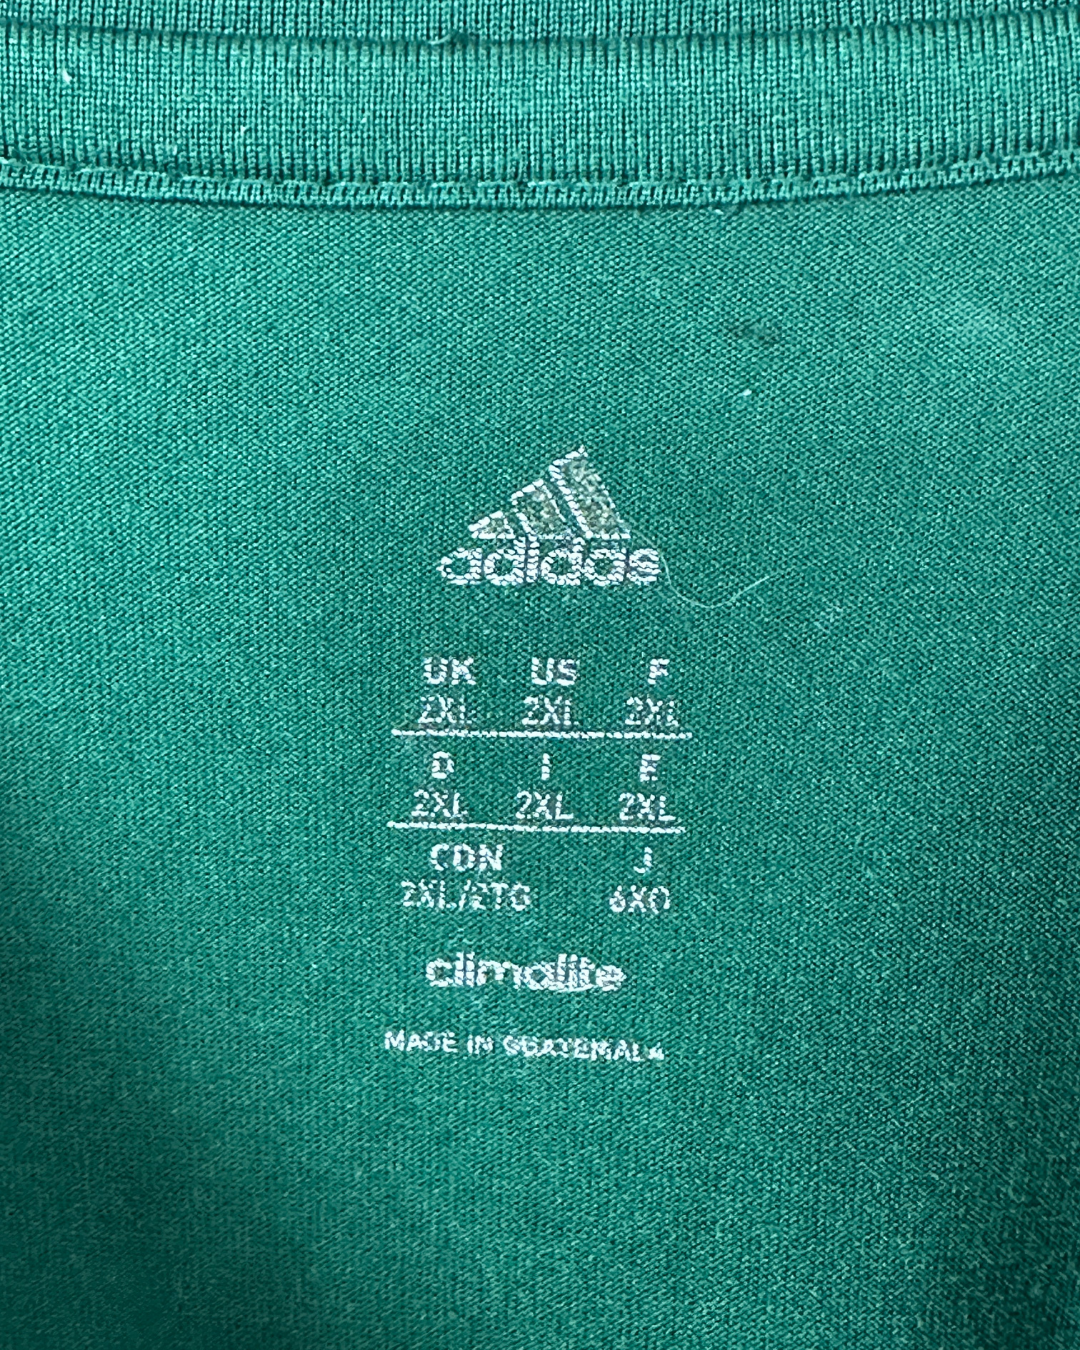 adidas
UK US F
2XL 2XL 2XL
D I E
2XL 2XL 2XL
CDN J
2XL/2TG 6XO
climalite
MADE IN GUATEMALA